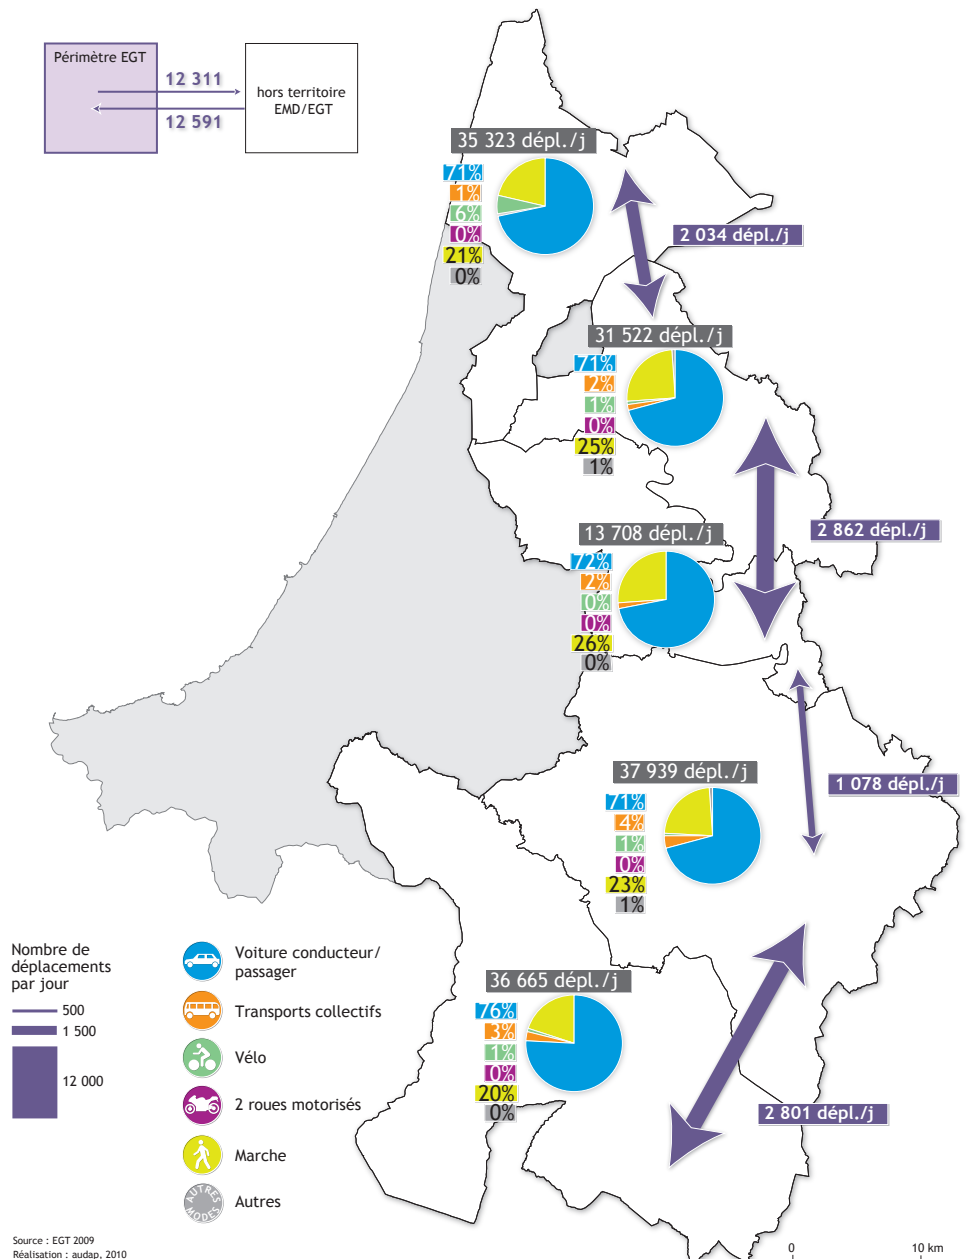 Périmètre EGT
12 311
12 591
hors territoire
EMD/EGT
35 323 dépl./j
71%
1%
6%
0%
21%
0%
2 034 dépl./j
31 522 dépl./j
71%
2%
1%
0%
25%
1%
2 862 dépl./j
13 708 dépl./j
72%
2%
0%
0%
26%
0%
1 078 dépl./j
37 939 dépl./j
71%
4%
1%
0%
23%
1%
36 665 dépl./j
76%
3%
1%
0%
20%
0%
2 801 dépl./j
Nombre de
déplacements
par jour
500
1 500
12 000
Voiture conducteur/
passager
Transports collectifs
Vélo
2 roues motorisés
Marche
AUTRES
MODES
Autres
Source : EGT 2009
Réalisation : audap, 2010
0
10 km